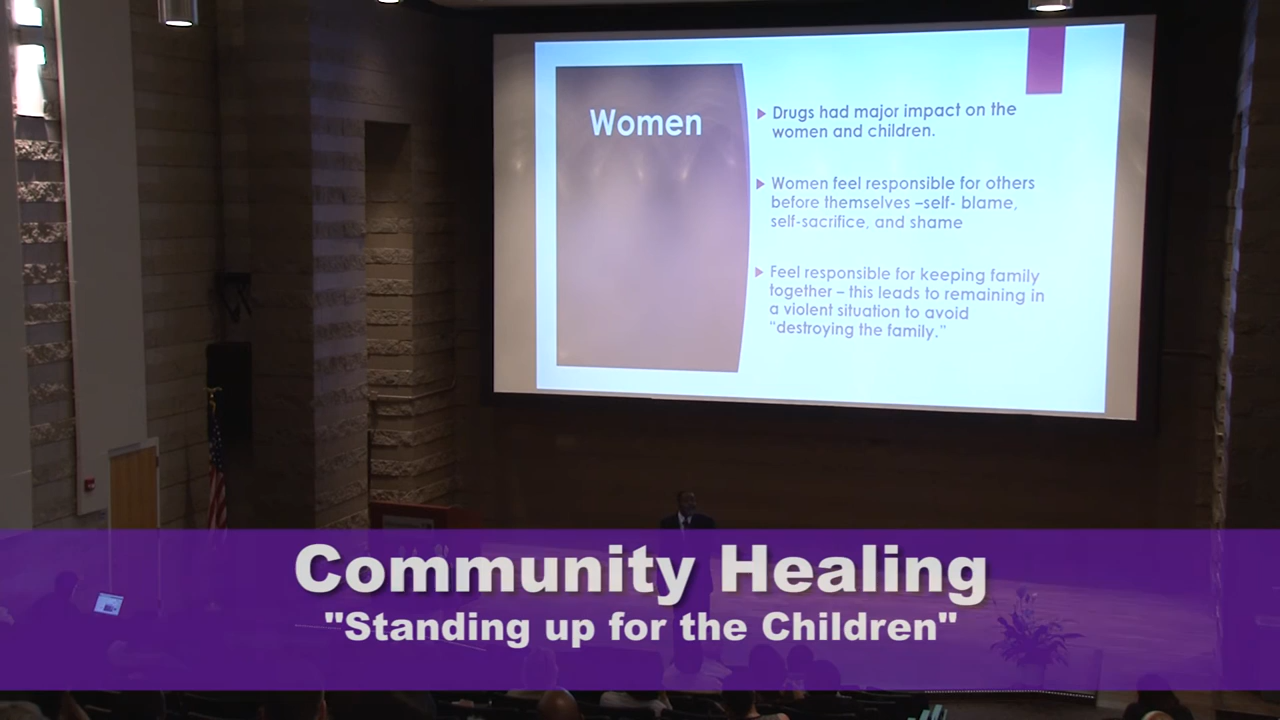 Women
Drugs had major impact on the
women and children.
Women feel responsible for others
before themselves –self- blame,
self-sacrifice, and shame
Feel responsible for keeping family
together – this leads to remaining in
a violent situation to avoid
"destroying the family."
Community Healing
"Standing up for the Children"